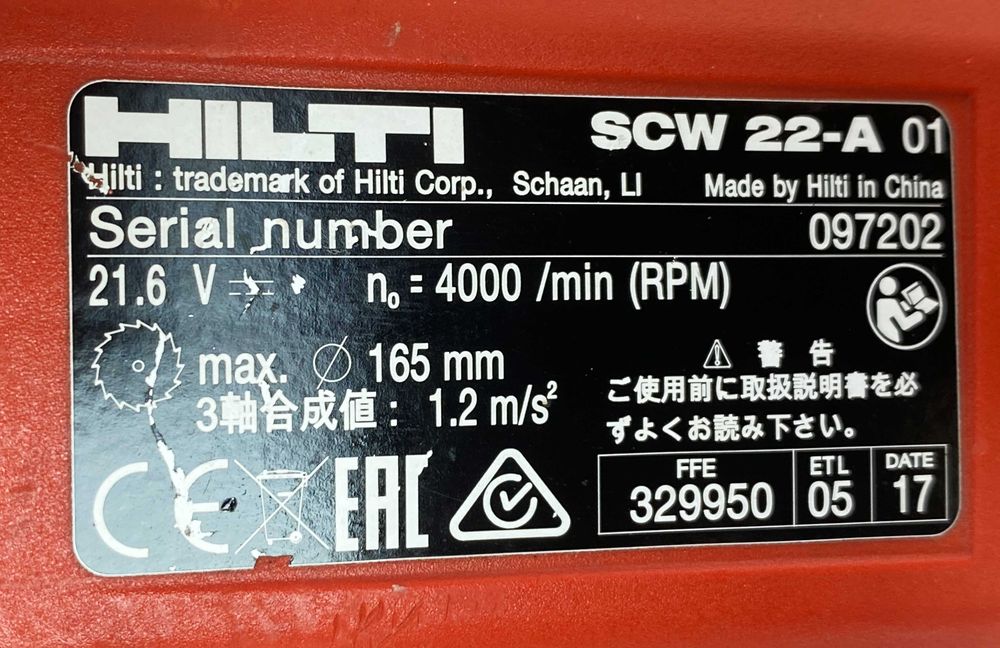 HILTI
SCW 22-A 01
Hilti : trademark of Hilti Corp., Schaan, LI Made by Hilti in China
Serial number 097202
21.6 V n₀ = 4000 /min (RPM)
max. ∅ 165 mm
3軸合成値 : 1.2 m/s²
⚠ 警告
ご使用前に取扱説明書を必
ずよくお読み下さい。
CE EAC
FFE ETL DATE
329950 05 17